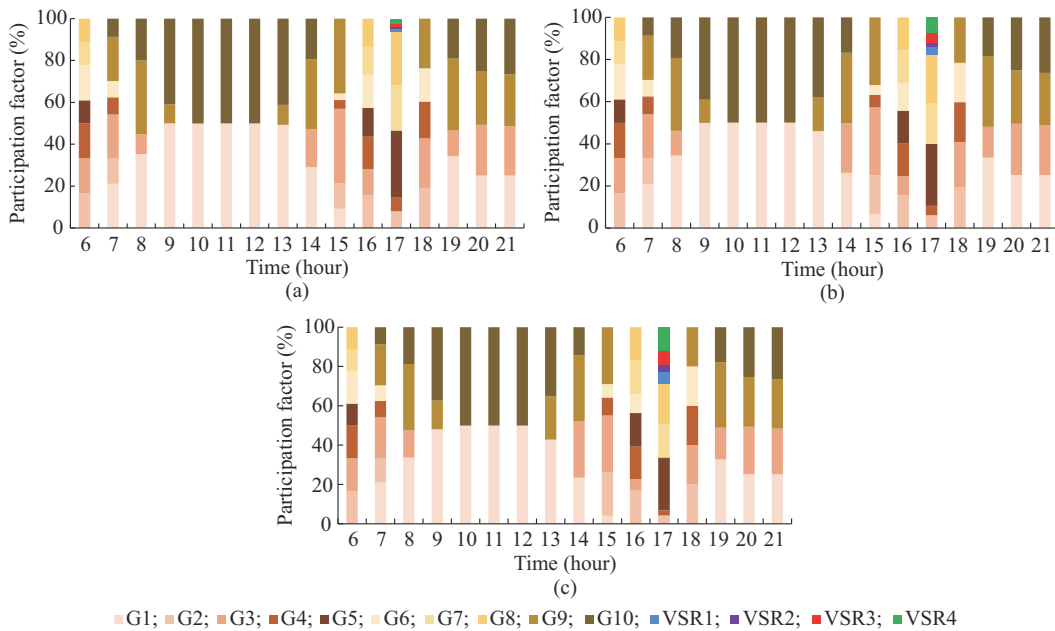 100
80
60
40
20
0
Participation factor (%)
6 7 8 9 10 11 12 13 14 15 16 17 18 19 20 21
Time (hour)
(a)
100
80
60
40
20
0
Participation factor (%)
6 7 8 9 10 11 12 13 14 15 16 17 18 19 20 21
Time (hour)
(b)
100
80
60
40
20
0
Participation factor (%)
6 7 8 9 10 11 12 13 14 15 16 17 18 19 20 21
Time (hour)
(c)
G1; G2; G3; G4; G5; G6; G7; G8; G9; G10; VSR1; VSR2; VSR3; VSR4